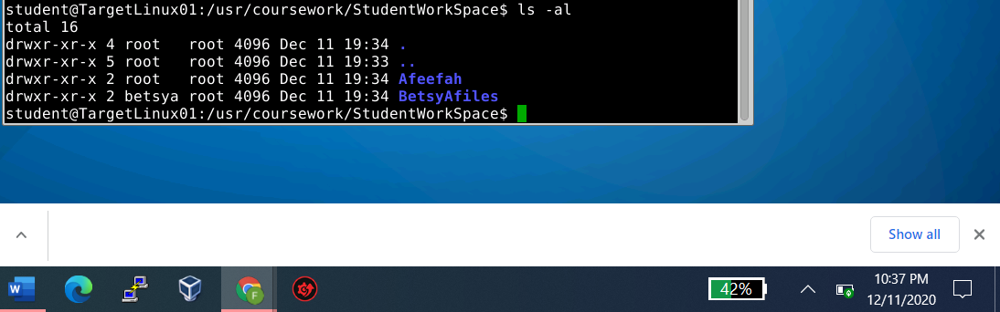 student@TargetLinux01:/usr/coursework/StudentWorkSpace$ ls -al
total 16
drwxr-xr-x 4 root   root 4096 Dec 11 19:34 .
drwxr-xr-x 5 root   root 4096 Dec 11 19:33 ..
drwxr-xr-x 2 root   root 4096 Dec 11 19:34 Afeefah
drwxr-xr-x 2 betsya root 4096 Dec 11 19:34 BetsyAfiles
student@TargetLinux01:/usr/coursework/StudentWorkSpace$
Show all
W
F
42%
10:37 PM
12/11/2020